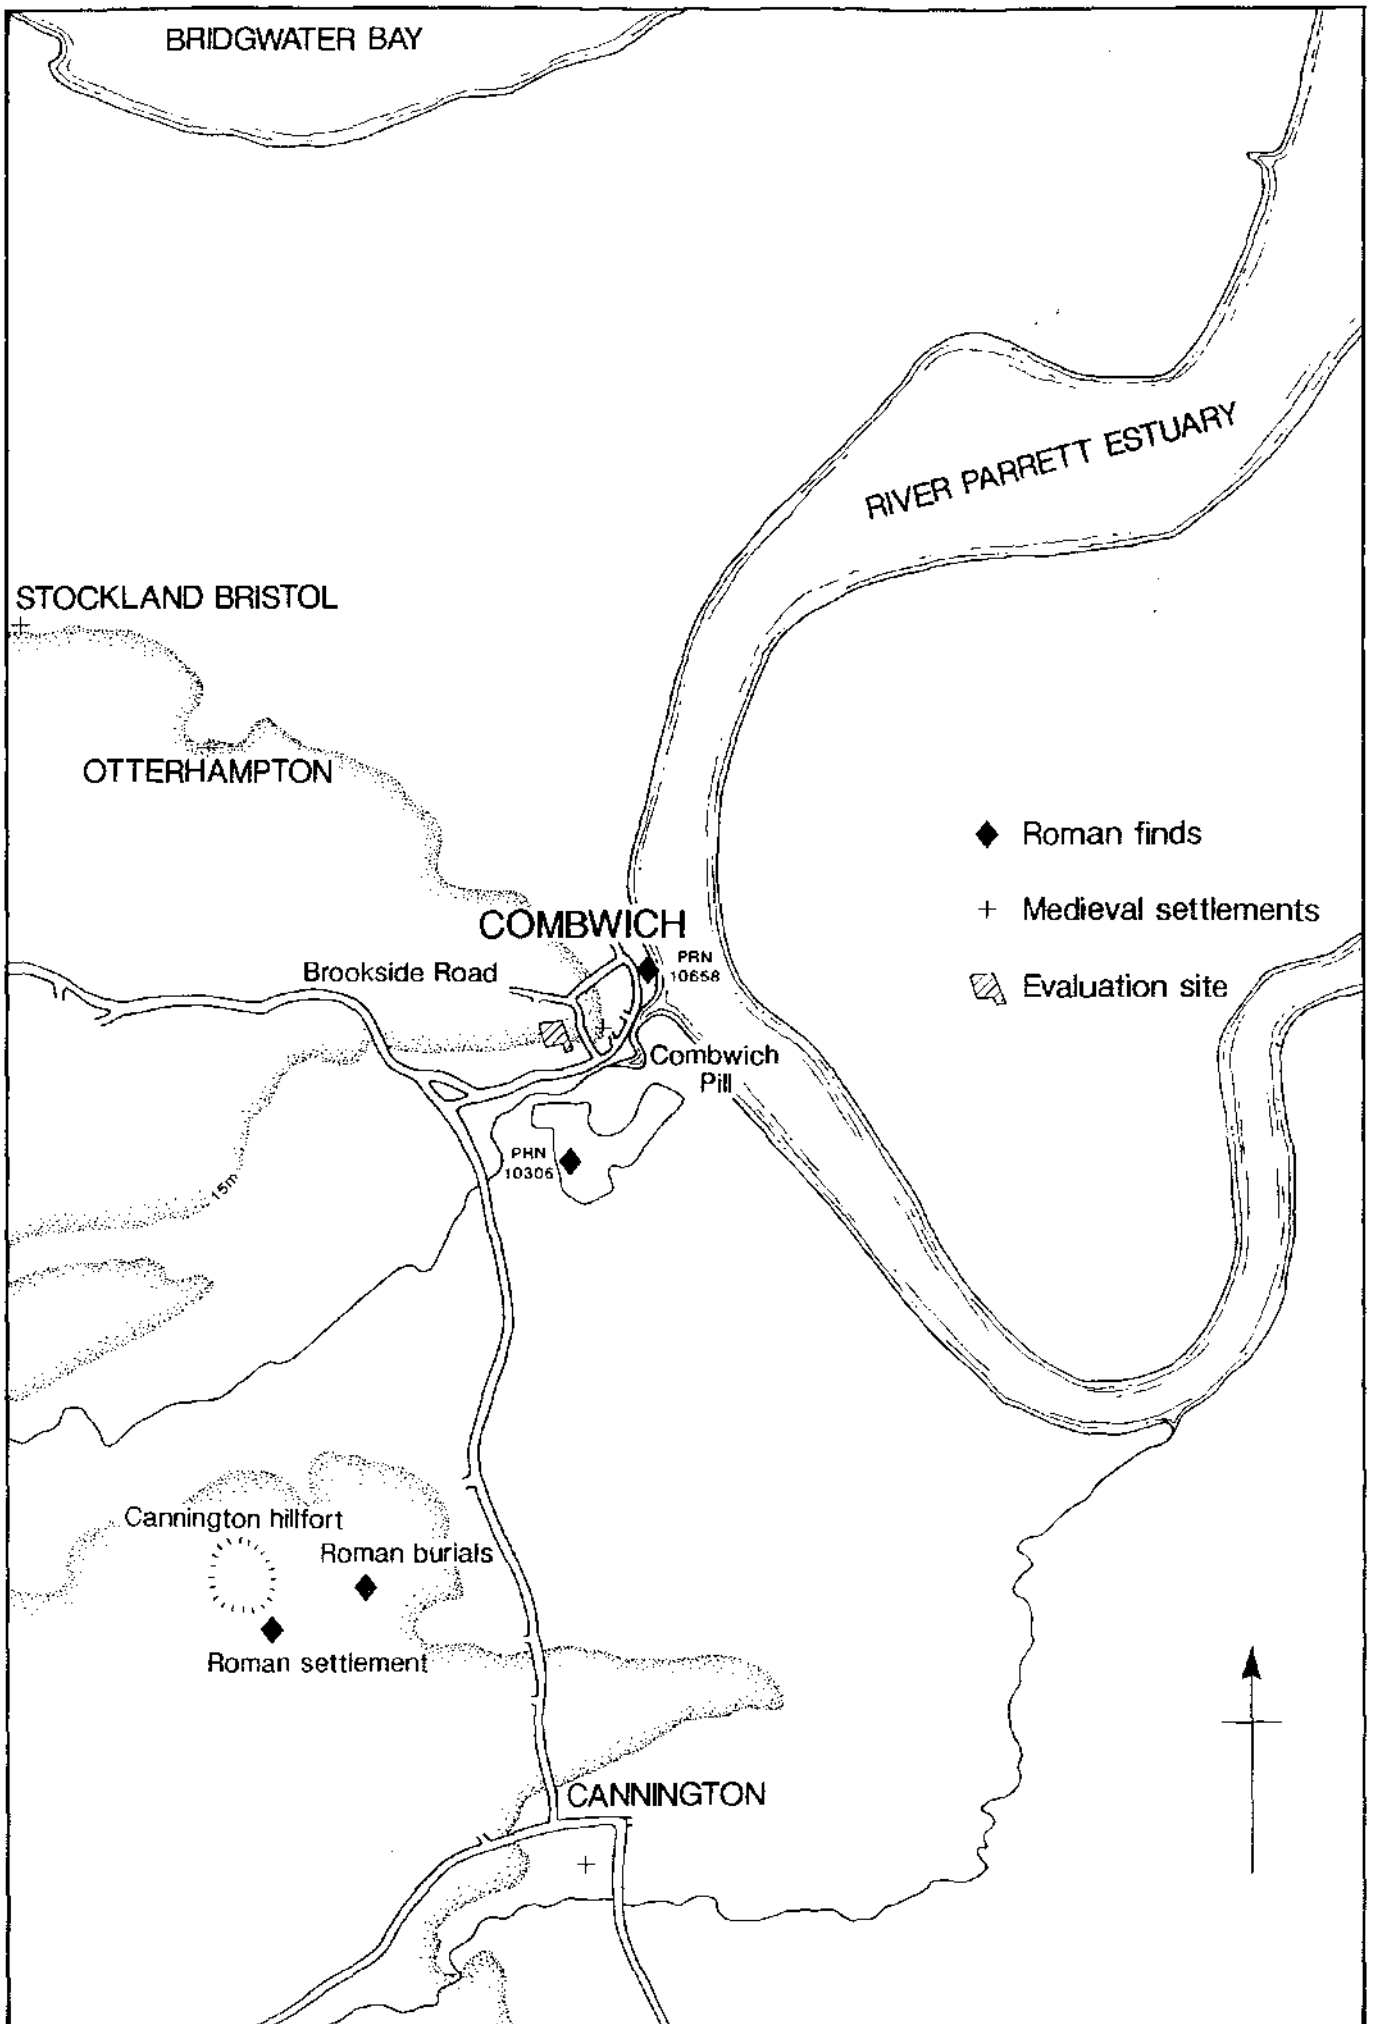 BRIDGWATER BAY
RIVER PARRETT ESTUARY
STOCKLAND BRISTOL
OTTERHAMPTON
Roman finds
Medieval settlements
Evaluation site
COMBWICH
PRN
10658
Brookside Road
Combwich
Pill
PRN
10306
15m
Cannington hillfort
Roman burials
Roman settlement
CANNINGTON